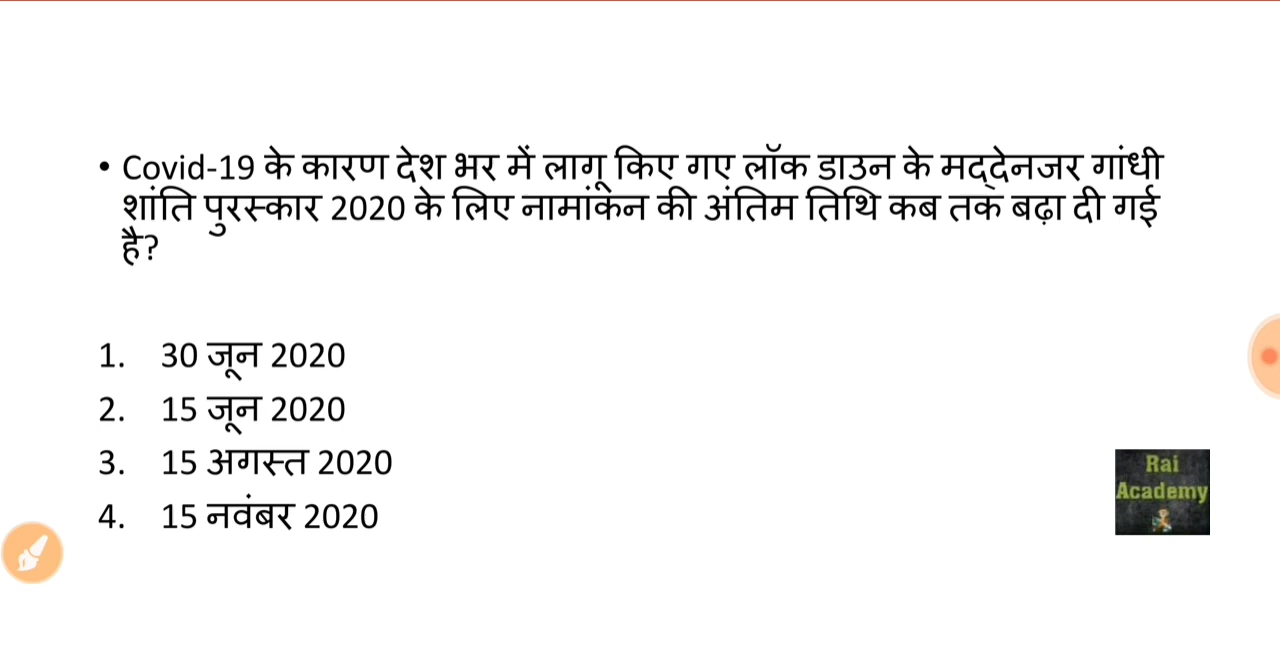 • Covid-19 के कारण देश भर में लागू किए गए लॉक डाउन के मद्देनजर गांधी
शांति पुरस्कार 2020 के लिए नामांकन की अंतिम तिथि कब तक बढ़ा दी गई
है?
1. 30 जून 2020
2. 15 जून 2020
3. 15 अगस्त 2020
4. 15 नवंबर 2020
Rai
Academy